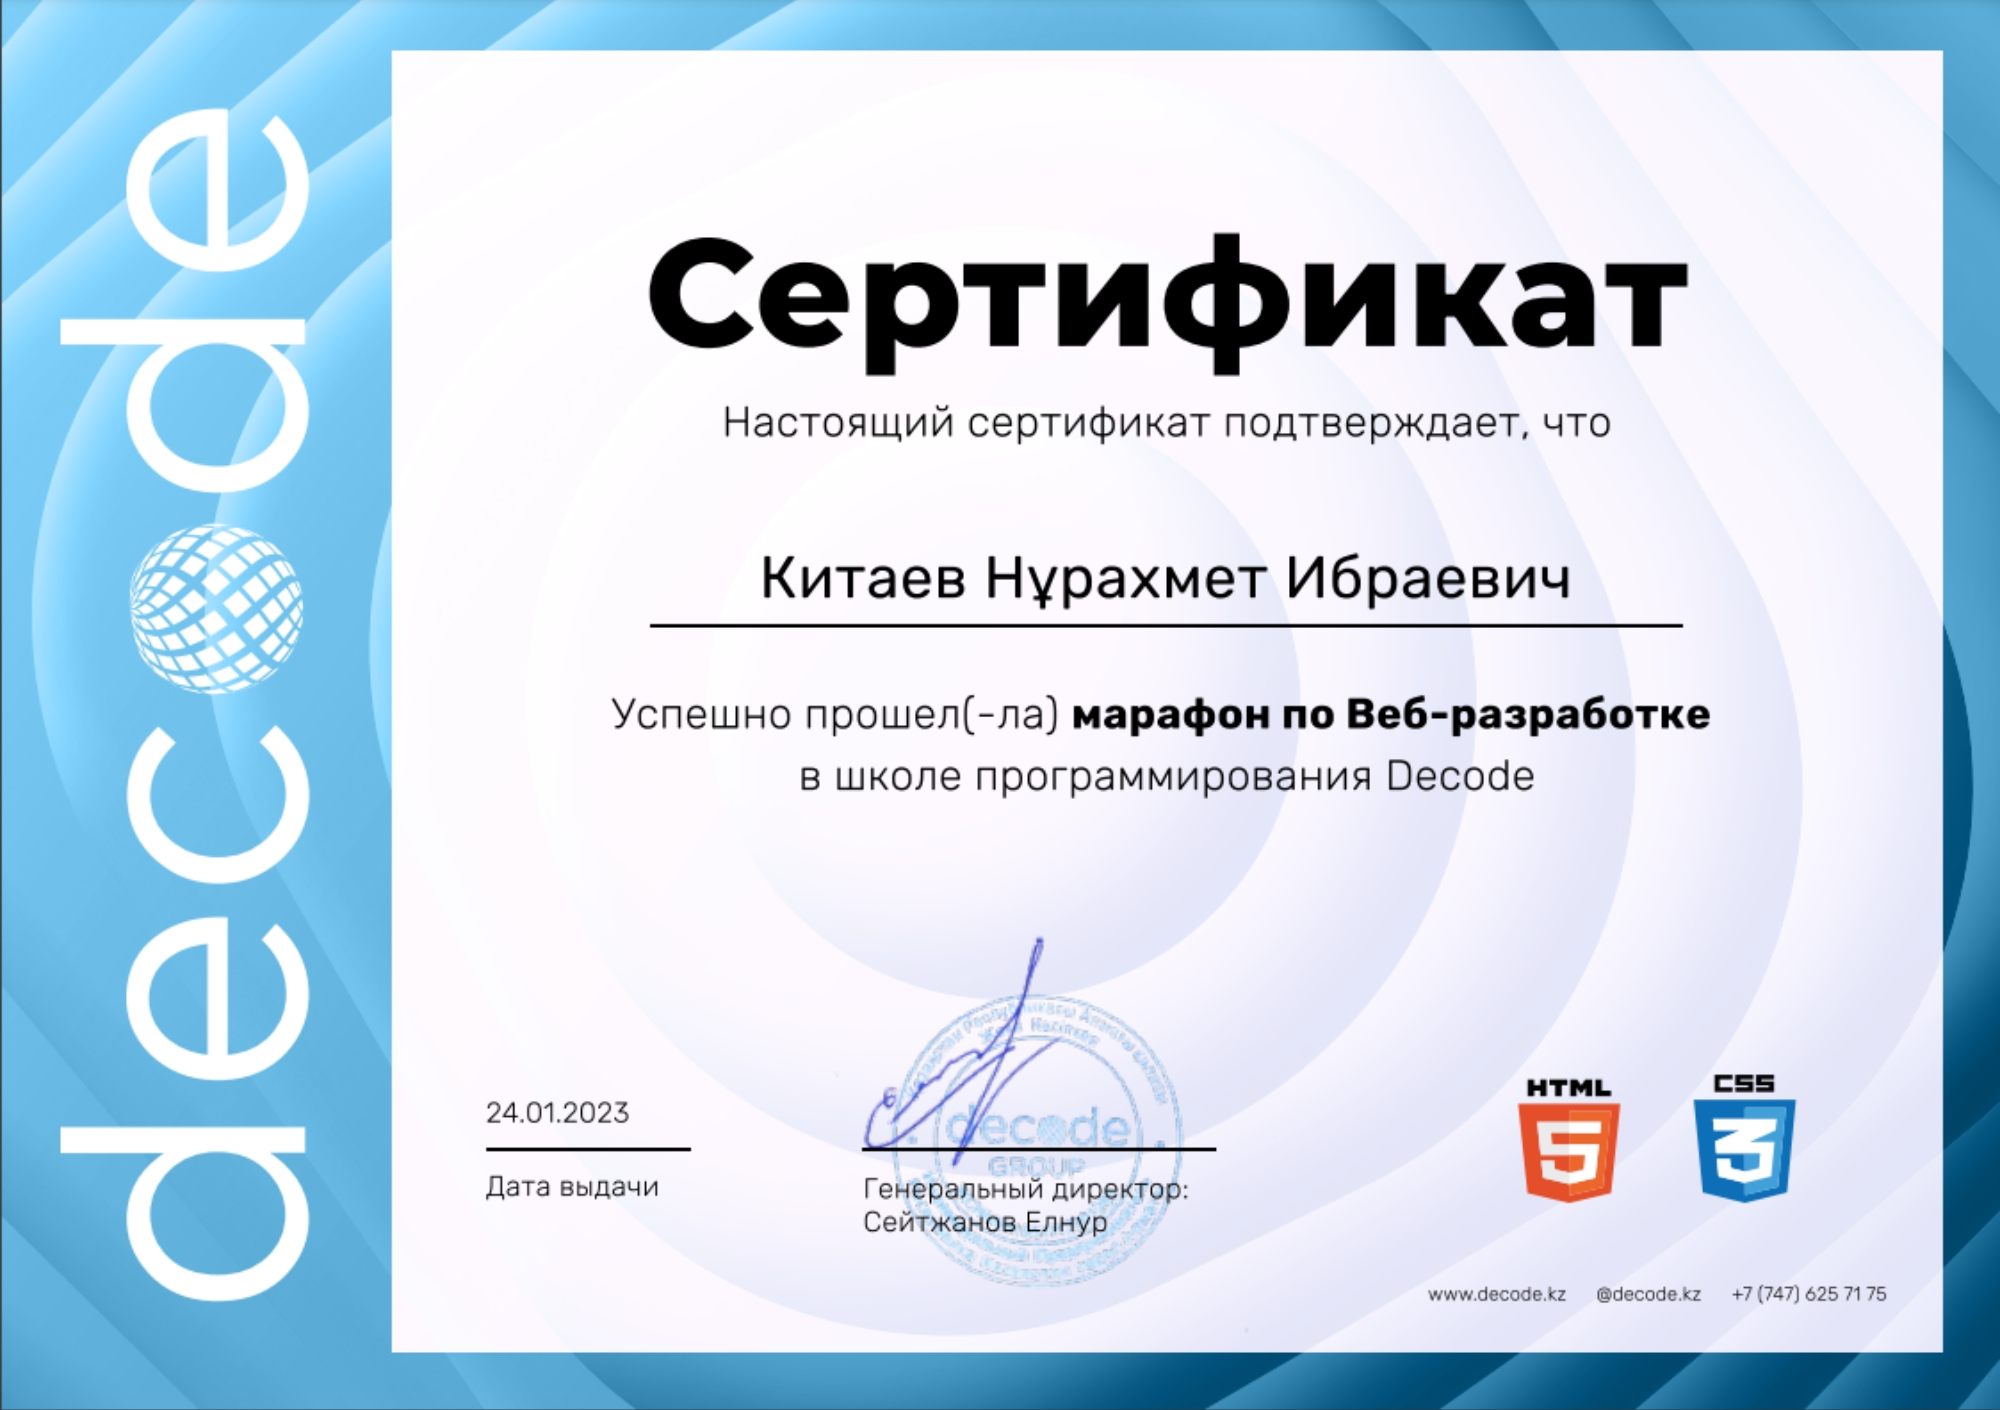 decode
Сертификат
Настоящий сертификат подтверждает, что
Китаев Нұрахмет Ибраевич
Успешно прошел(-ла) марафон по Веб-разработке
в школе программирования Decode
24.01.2023
Дата выдачи
decode
GROUP
Генеральный директор:
Сейтжанов Елнур
HTML
5
CSS
3
www.decode.kz @decode.kz +7 (747) 625 71 75